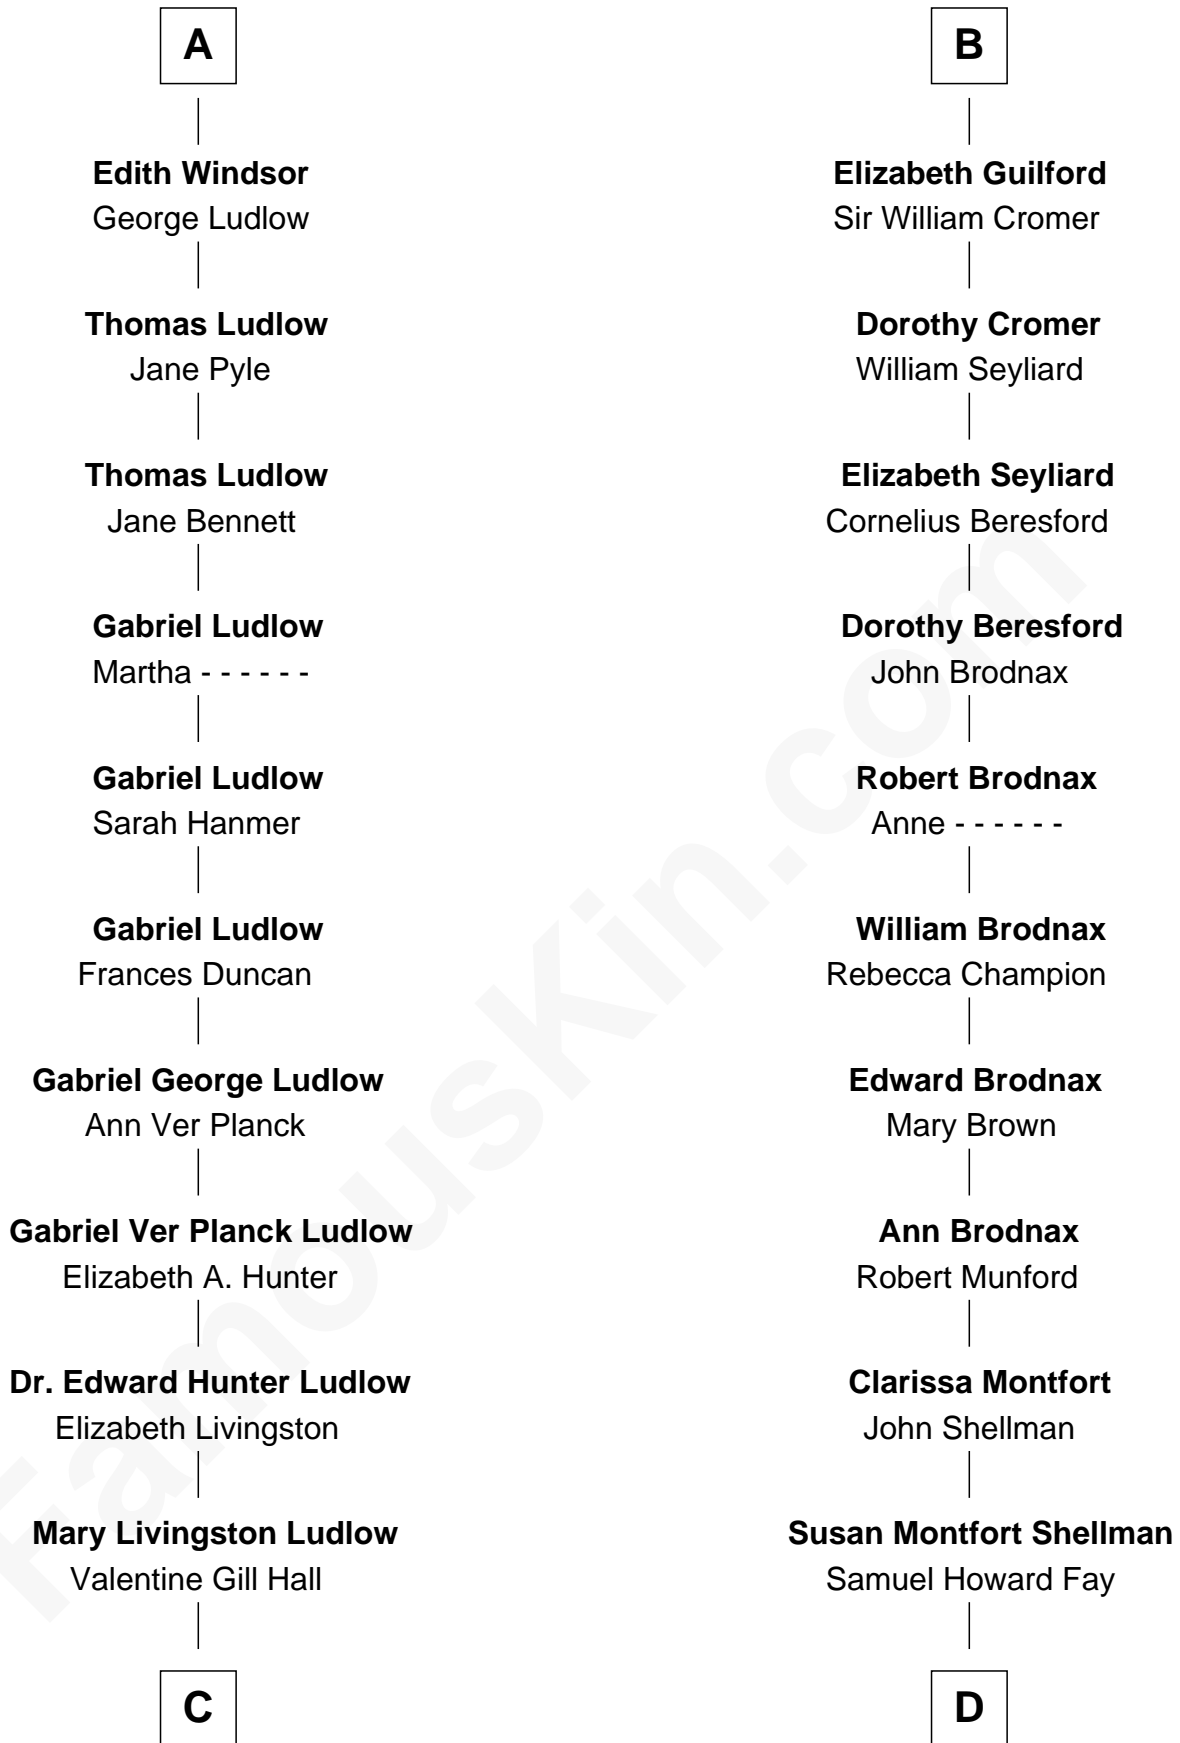 A
Edith Windsor
George Ludlow
Thomas Ludlow
Jane Pyle
Thomas Ludlow
Jane Bennett
Gabriel Ludlow
Martha - - - - - -
Gabriel Ludlow
Sarah Hanmer
Gabriel Ludlow
Frances Duncan
Gabriel George Ludlow
Ann Ver Planck
Gabriel Ver Planck Ludlow
Elizabeth A. Hunter
Dr. Edward Hunter Ludlow
Elizabeth Livingston
Mary Livingston Ludlow
Valentine Gill Hall
C
B
Elizabeth Guilford
Sir William Cromer
Dorothy Cromer
William Seyliard
Elizabeth Seyliard
Cornelius Beresford
Dorothy Beresford
John Brodnax
Robert Brodnax
Anne - - - - - -
William Brodnax
Rebecca Champion
Edward Brodnax
Mary Brown
Ann Brodnax
Robert Munford
Clarissa Montfort
John Shellman
Susan Montfort Shellman
Samuel Howard Fay
D
FamousKin.com